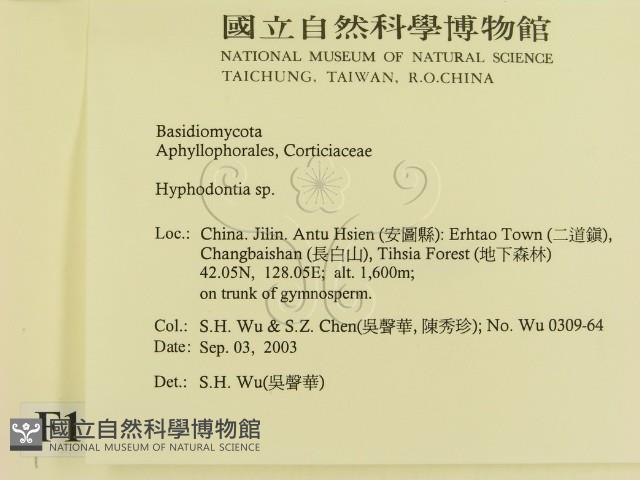 國立自然科學博物館
NATIONAL MUSEUM OF NATURAL SCIENCE
TAICHUNG, TAIWAN, R.O.CHINA
Basidiomycota
Aphyllophorales, Corticiaceae
Hyphodontia sp.
Loc.: China. Jilin. Antu Hsien (安圖縣): Erhtao Town (二道鎮),
Changbaishan (長白山), Tihsia Forest (地下森林)
42.05N, 128.05E; alt. 1,600m;
on trunk of gymnosperm.
Col.: S.H. Wu & S.Z. Chen(吳聲華, 陳秀珍); No. Wu 0309-64
Date: Sep. 03, 2003
Det.: S.H. Wu(吳聲華)
F1
國立自然科學博物館
NATIONAL MUSEUM OF NATURAL SCIENCE